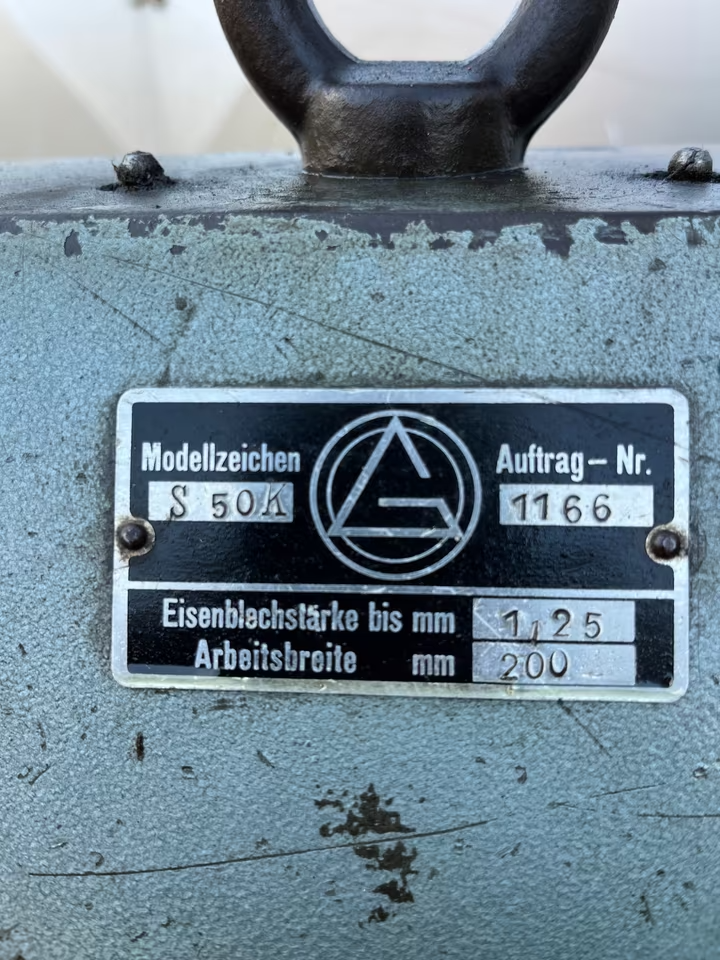 Modellzeichen
S 50K
Auftrag-Nr.
1166
Eisenblechstärke bis mm 1,25
Arbeitsbreite mm 200